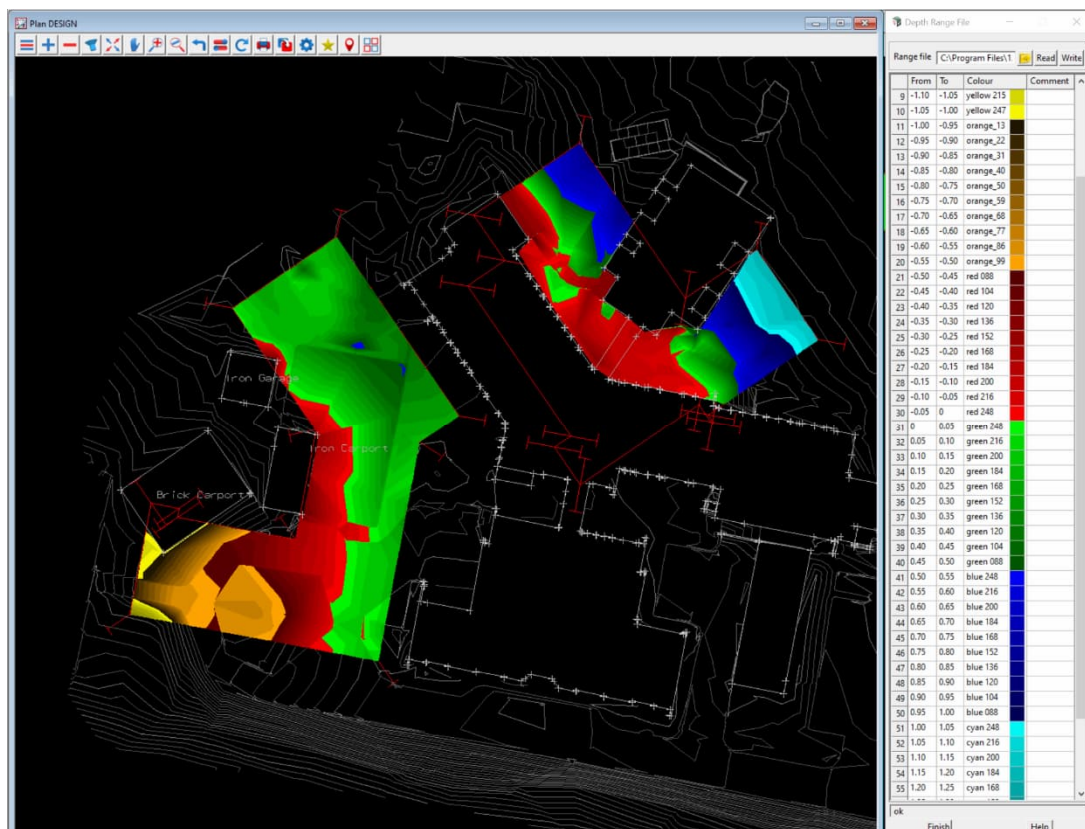 Plan DESIGN
Iron Garage
Iron Carport
Brick Carport
Depth Range File
Range file C:\Program Files\1 Read Write
From To Colour Comment
9 -1.10 -1.05 yellow 215
10 -1.05 -1.00 yellow 247
11 -1.00 -0.95 orange_13
12 -0.95 -0.90 orange_22
13 -0.90 -0.85 orange_31
14 -0.85 -0.80 orange_40
15 -0.80 -0.75 orange_50
16 -0.75 -0.70 orange_59
17 -0.70 -0.65 orange_68
18 -0.65 -0.60 orange_77
19 -0.60 -0.55 orange_86
20 -0.55 -0.50 orange_99
21 -0.50 -0.45 red 088
22 -0.45 -0.40 red 104
23 -0.40 -0.35 red 120
24 -0.35 -0.30 red 136
25 -0.30 -0.25 red 152
26 -0.25 -0.20 red 168
27 -0.20 -0.15 red 184
28 -0.15 -0.10 red 200
29 -0.10 -0.05 red 216
30 -0.05 0 red 248
31 0 0.05 green 248
32 0.05 0.10 green 216
33 0.10 0.15 green 200
34 0.15 0.20 green 184
35 0.20 0.25 green 168
36 0.25 0.30 green 152
37 0.30 0.35 green 136
38 0.35 0.40 green 120
39 0.40 0.45 green 104
40 0.45 0.50 green 088
41 0.50 0.55 blue 248
42 0.55 0.60 blue 216
43 0.60 0.65 blue 200
44 0.65 0.70 blue 184
45 0.70 0.75 blue 168
46 0.75 0.80 blue 152
47 0.80 0.85 blue 136
48 0.85 0.90 blue 120
49 0.90 0.95 blue 104
50 0.95 1.00 blue 088
51 1.00 1.05 cyan 248
52 1.05 1.10 cyan 216
53 1.10 1.15 cyan 200
54 1.15 1.20 cyan 184
55 1.20 1.25 cyan 168
ok
Finish Help